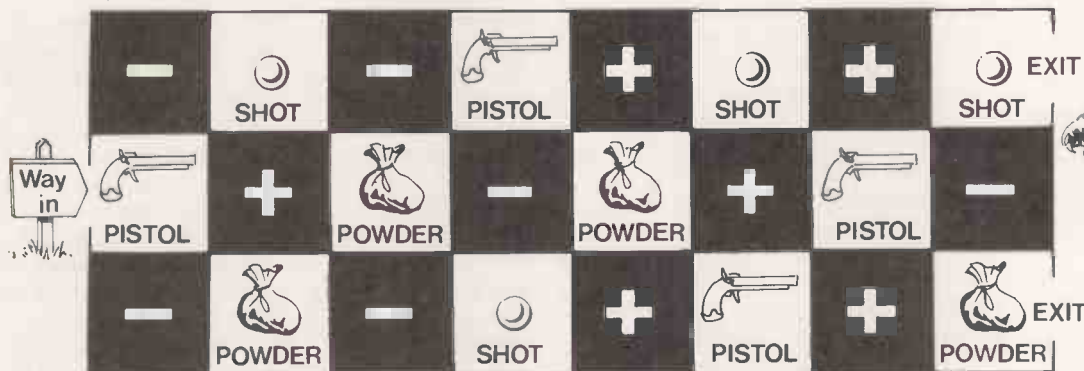 - - PISTOL + +
SHOT SHOT SHOT EXIT
Way
in
+ - + -
PISTOL POWDER POWDER PISTOL
- - + +
POWDER SHOT PISTOL POWDER EXIT